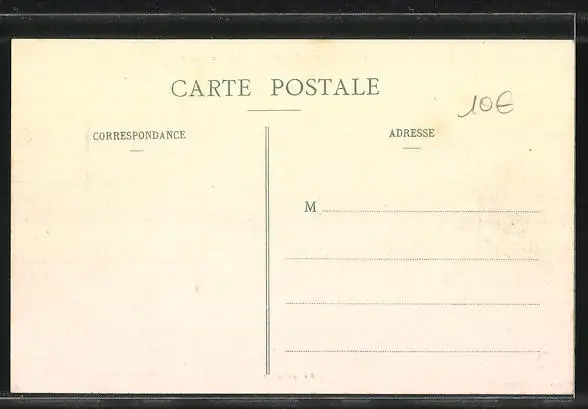 CARTE POSTALE
10€
CORRESPONDANCE
ADRESSE
M